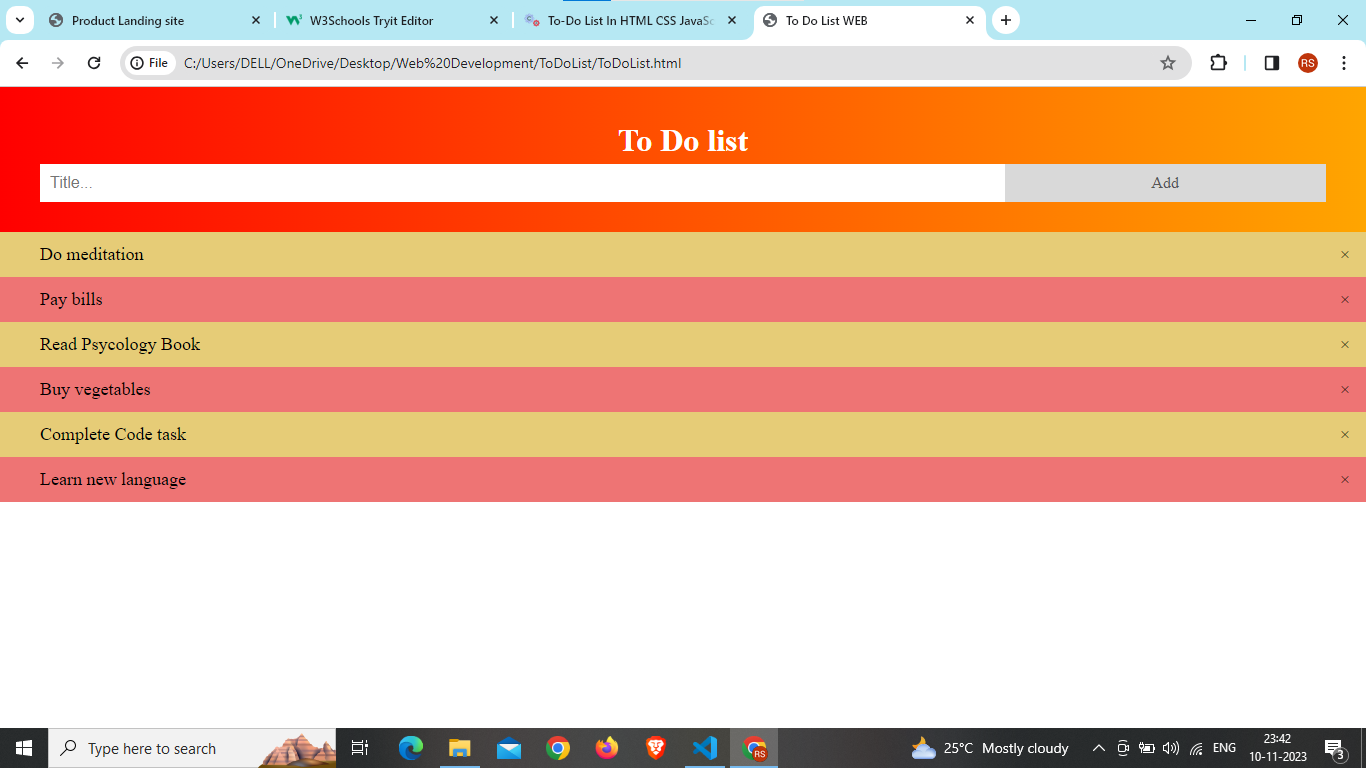 Product Landing site
W3Schools Tryit Editor
To-Do List In HTML CSS JavaSc
To Do List WEB
File
C:/Users/DELL/OneDrive/Desktop/Web%20Development/ToDoList/ToDoList.html
RS
To Do list
Title...
Add
Do meditation ×
Pay bills ×
Read Psycology Book ×
Buy vegetables ×
Complete Code task ×
Learn new language ×
Type here to search
RS
25°C Mostly cloudy
ENG
23:42
10-11-2023
3